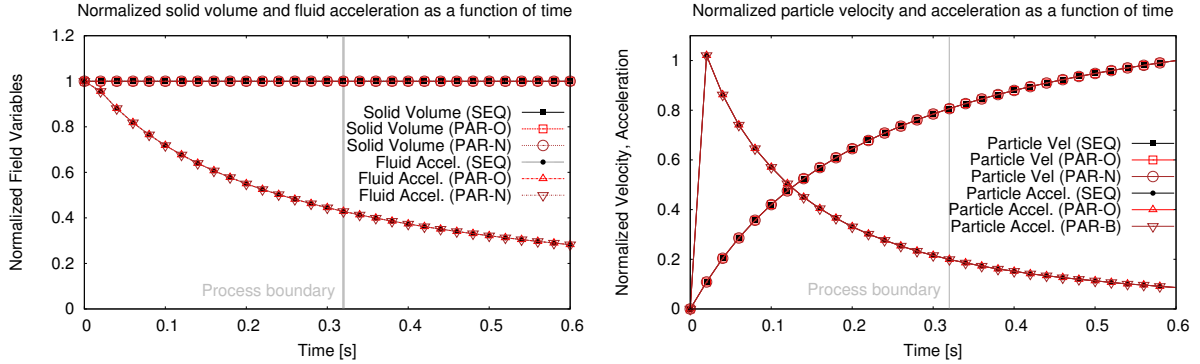 Normalized solid volume and fluid acceleration as a function of time
Normalized Field Variables
1.2
1
0.8
0.6
0.4
0.2
0
Solid Volume (SEQ)
Solid Volume (PAR-O)
Solid Volume (PAR-N)
Fluid Accel. (SEQ)
Fluid Accel. (PAR-O)
Fluid Accel. (PAR-N)
Process boundary
0
0.1
0.2
0.3
0.4
0.5
0.6
Time [s]
Normalized particle velocity and acceleration as a function of time
Normalized Velocity, Acceleration
1
0.8
0.6
0.4
0.2
0
Particle Vel (SEQ)
Particle Vel (PAR-O)
Particle Vel (PAR-N)
Particle Accel. (SEQ)
Particle Accel. (PAR-O)
Particle Accel. (PAR-B)
Process boundary
0
0.1
0.2
0.3
0.4
0.5
0.6
Time [s]